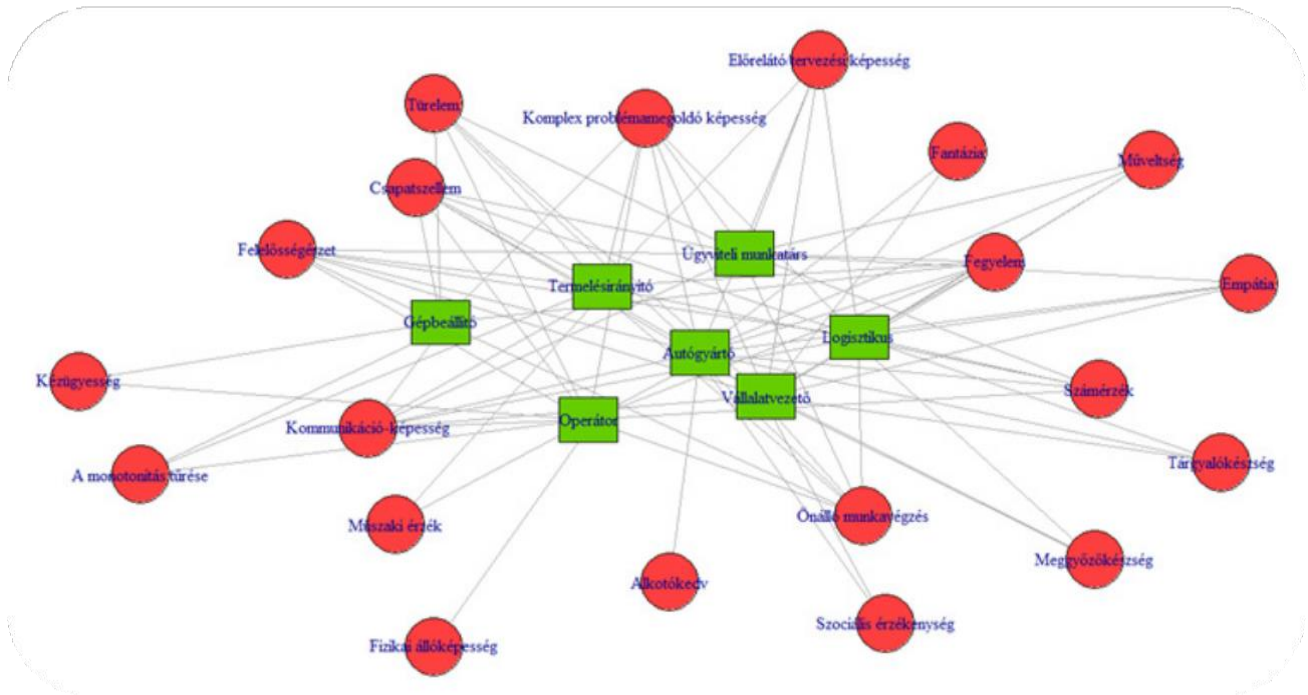 Előrelátó tervezési képesség
Türelem
Komplex problémamegoldó képesség
Fantázia
Műveltség
Csapatszellem
Felelősségérzet
Ügyviteli munkatárs
Fegyelem
Termelésirányító
Empátia
Gépbeállító
Logisztikus
Autógyártó
Kézügyesség
Vállalatvezető
Számérzék
Operátor
Kommunikáció-képesség
Tárgyalókészség
A monotonitás tűrése
Önálló munkavégzés
Műszaki érzék
Meggyőzőkészség
Alkotókedv
Szociális érzékenység
Fizikai állóképesség